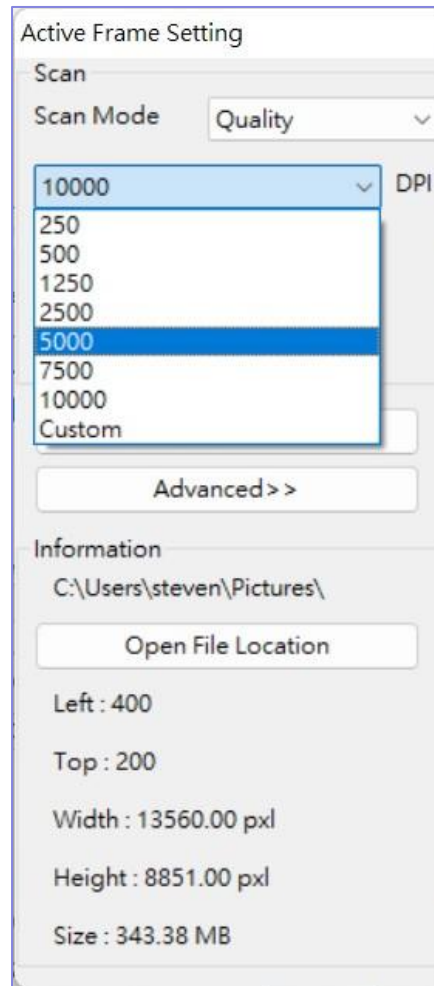 Active Frame Setting
Scan
Scan Mode Quality
10000 DPI
250
500
1250
2500
5000
7500
10000
Custom
Advanced>>
Information
C:\Users\steven\Pictures\
Open File Location
Left : 400
Top : 200
Width : 13560.00 pxl
Height : 8851.00 pxl
Size : 343.38 MB